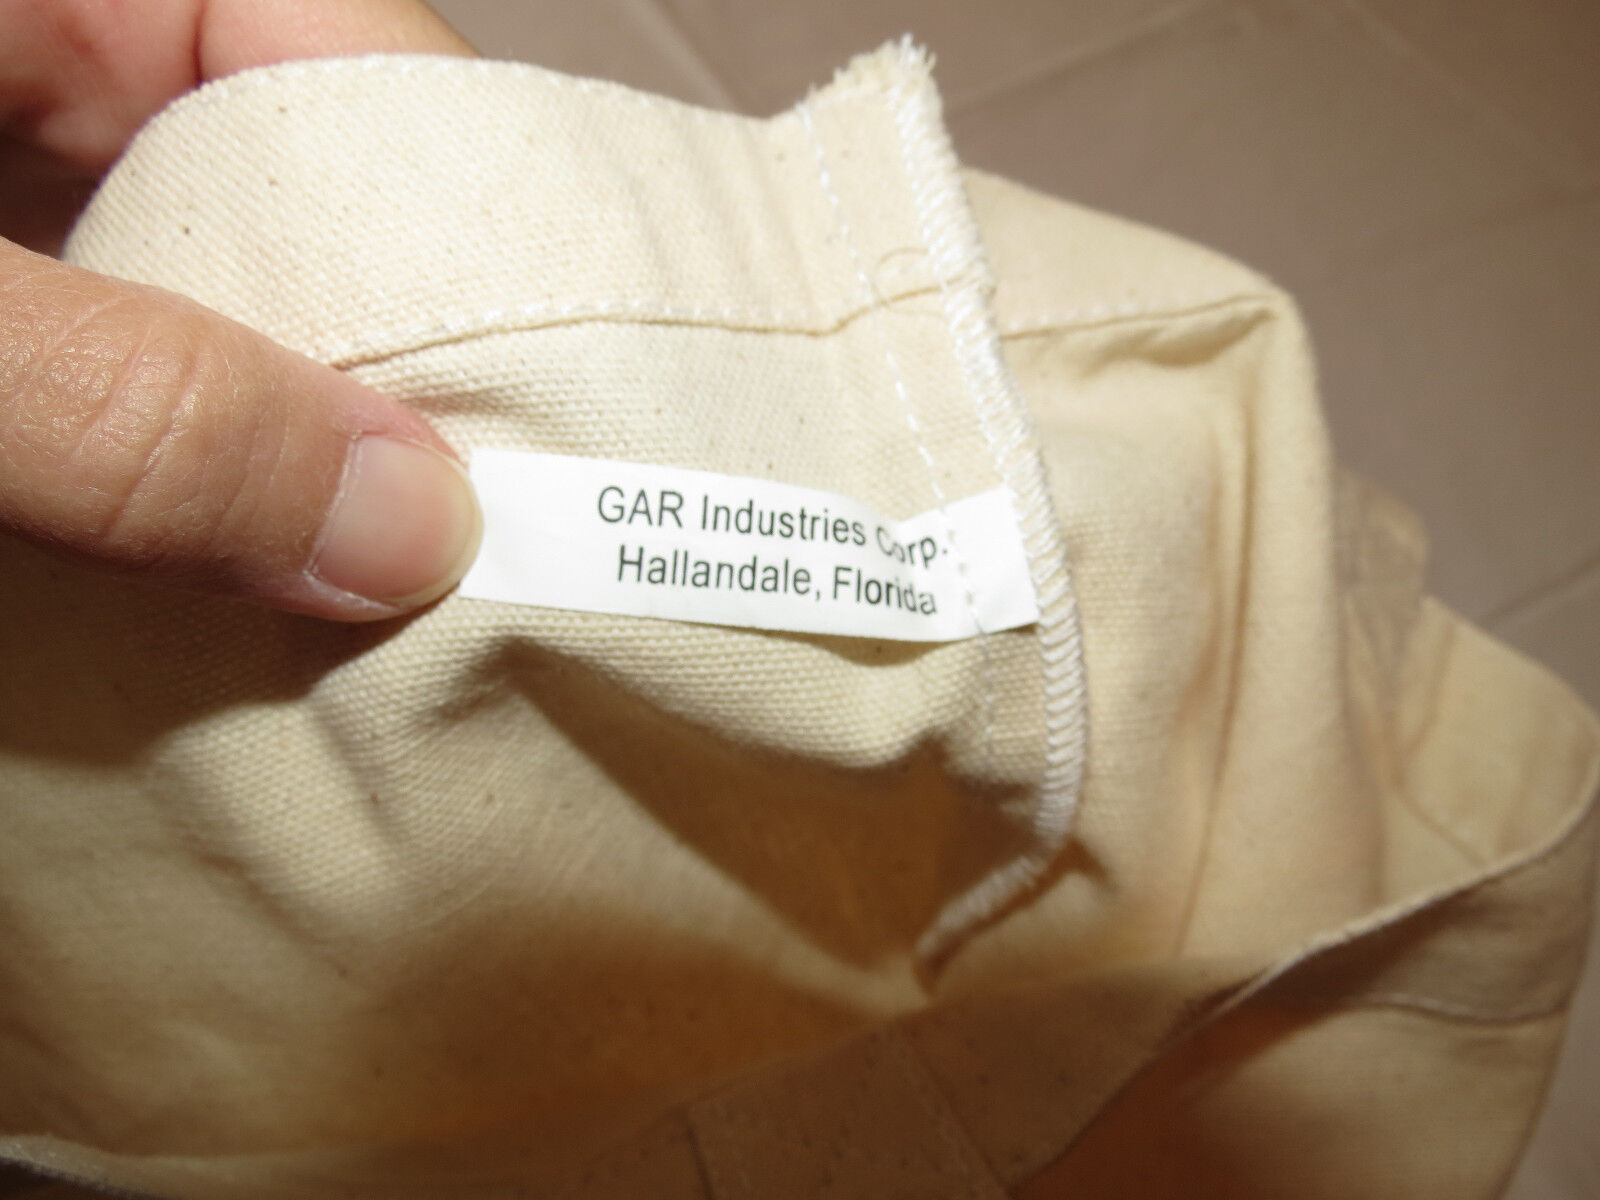 GAR Industries Corp.
Hallandale, Florida